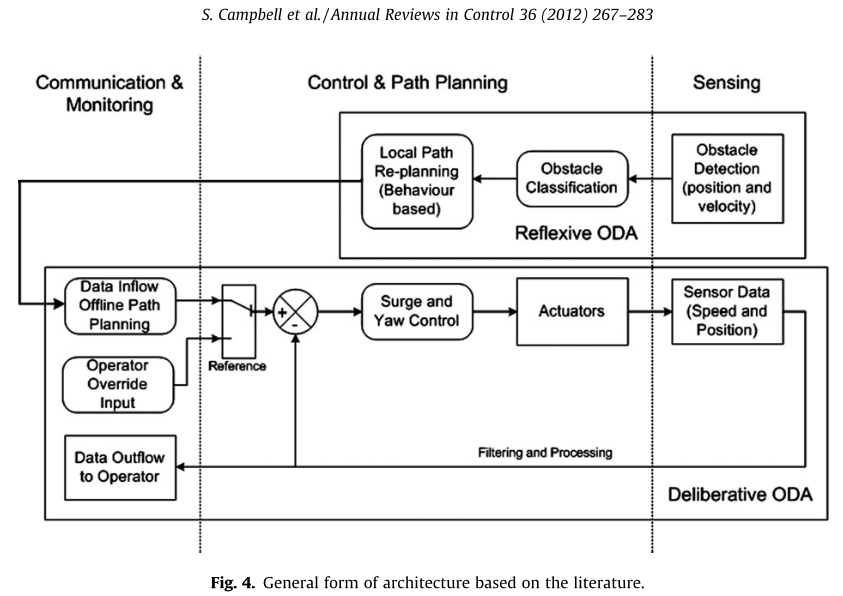 S. Campbell et al./Annual Reviews in Control 36 (2012) 267–283
Communication &
Monitoring
Control & Path Planning
Sensing
Local Path
Re-planning
(Behaviour
based)
Obstacle
Classification
Obstacle
Detection
(position and
velocity)
Reflexive ODA
Data Inflow
Offline Path
Planning
Operator
Override
Input
Reference
+
-
Surge and
Yaw Control
Actuators
Sensor Data
(Speed and
Position)
Data Outflow
to Operator
Filtering and Processing
Deliberative ODA
Fig. 4. General form of architecture based on the literature.